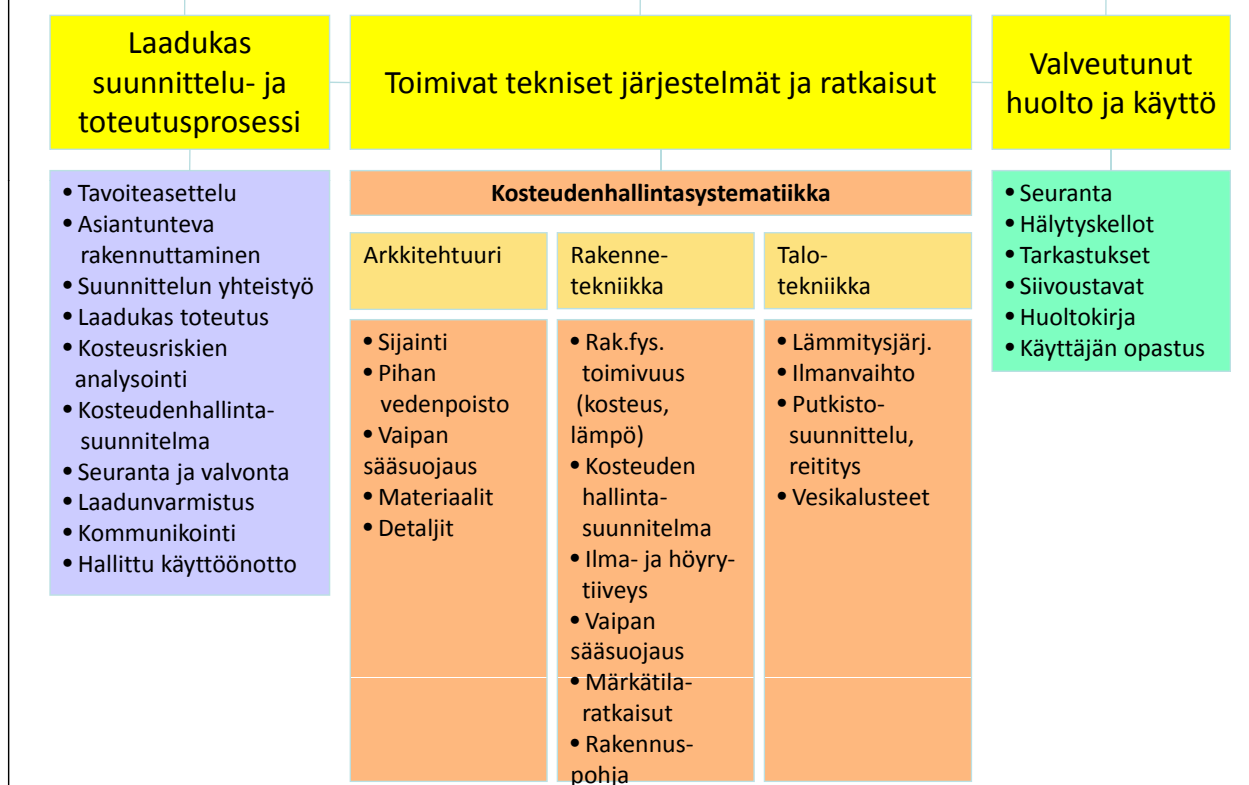 Laadukas
suunnittelu- ja
toteutusprosessi
Toimivat tekniset järjestelmät ja ratkaisut
Valveutunut
huolto ja käyttö
• Tavoiteasettelu
• Asiantunteva
rakennuttaminen
• Suunnittelun yhteistyö
• Laadukas toteutus
• Kosteusriskien
analysointi
• Kosteudenhallinta-
suunnitelma
• Seuranta ja valvonta
• Laadunvarmistus
• Kommunikointi
• Hallittu käyttöönotto
Kosteudenhallintasystematiikka
Arkkitehtuuri
• Sijainti
• Pihan
vedenpoisto
• Vaipan
sääsuojaus
• Materiaalit
• Detaljit
Rakenne-
tekniikka
• Rak.fys.
toimivuus
(kosteus,
lämpö)
• Kosteuden
hallinta-
suunnitelma
• Ilma- ja höyry-
tiiveys
• Vaipan
sääsuojaus
• Märkätila-
ratkaisut
• Rakennus-
pohja
Talo-
tekniikka
• Lämmitysjärj.
• Ilmanvaihto
• Putkisto-
suunnittelu,
reititys
• Vesikalusteet
• Seuranta
• Hälytyskellot
• Tarkastukset
• Siivoustavat
• Huoltokirja
• Käyttäjän opastus